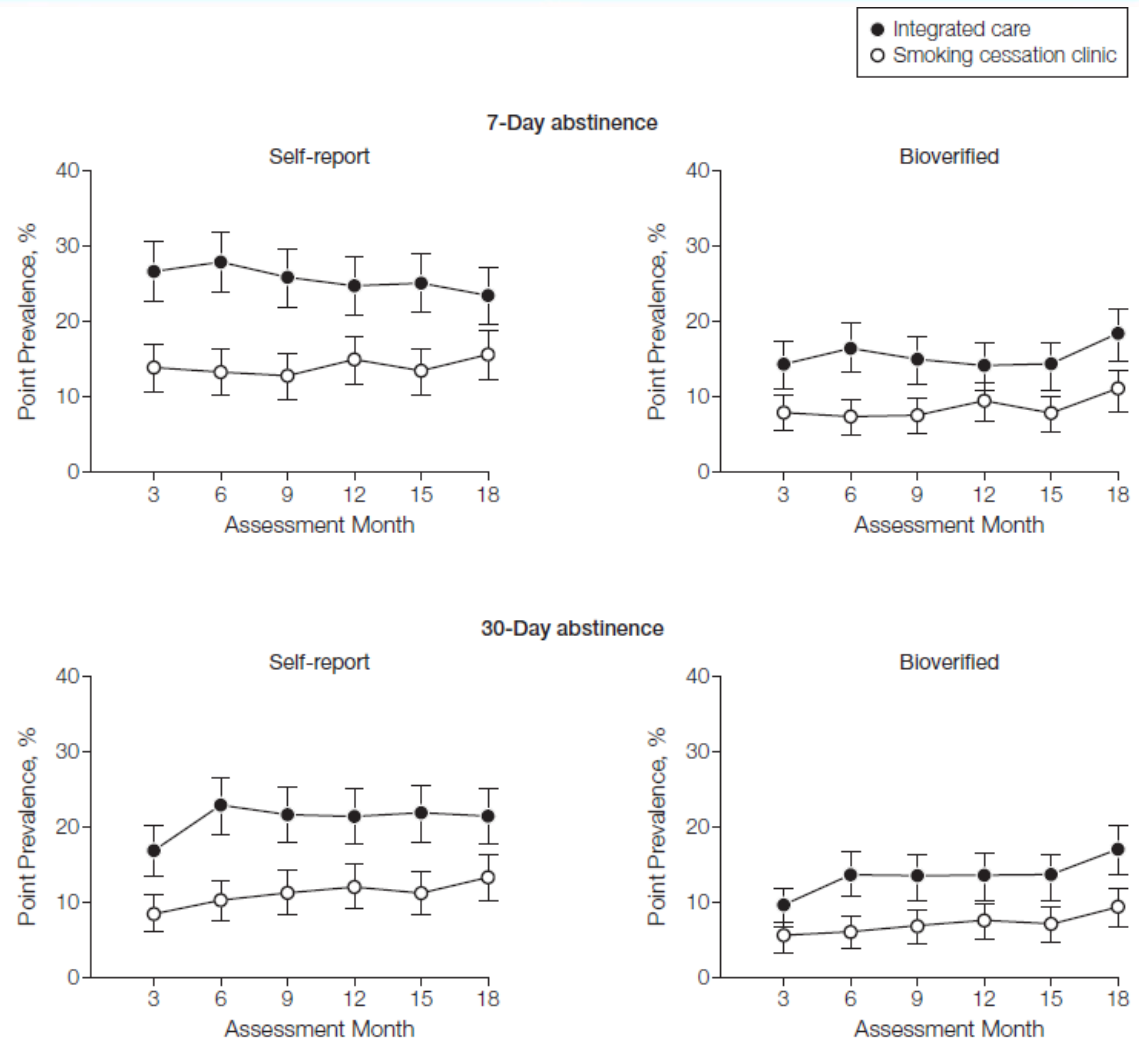 Integrated care
Smoking cessation clinic
7-Day abstinence
Self-report
Point Prevalence, %
40
30
20
10
0
3 6 9 12 15 18
Assessment Month
Bioverified
Point Prevalence, %
40
30
20
10
0
3 6 9 12 15 18
Assessment Month
30-Day abstinence
Self-report
Point Prevalence, %
40
30
20
10
0
3 6 9 12 15 18
Assessment Month
Bioverified
Point Prevalence, %
40
30
20
10
0
3 6 9 12 15 18
Assessment Month